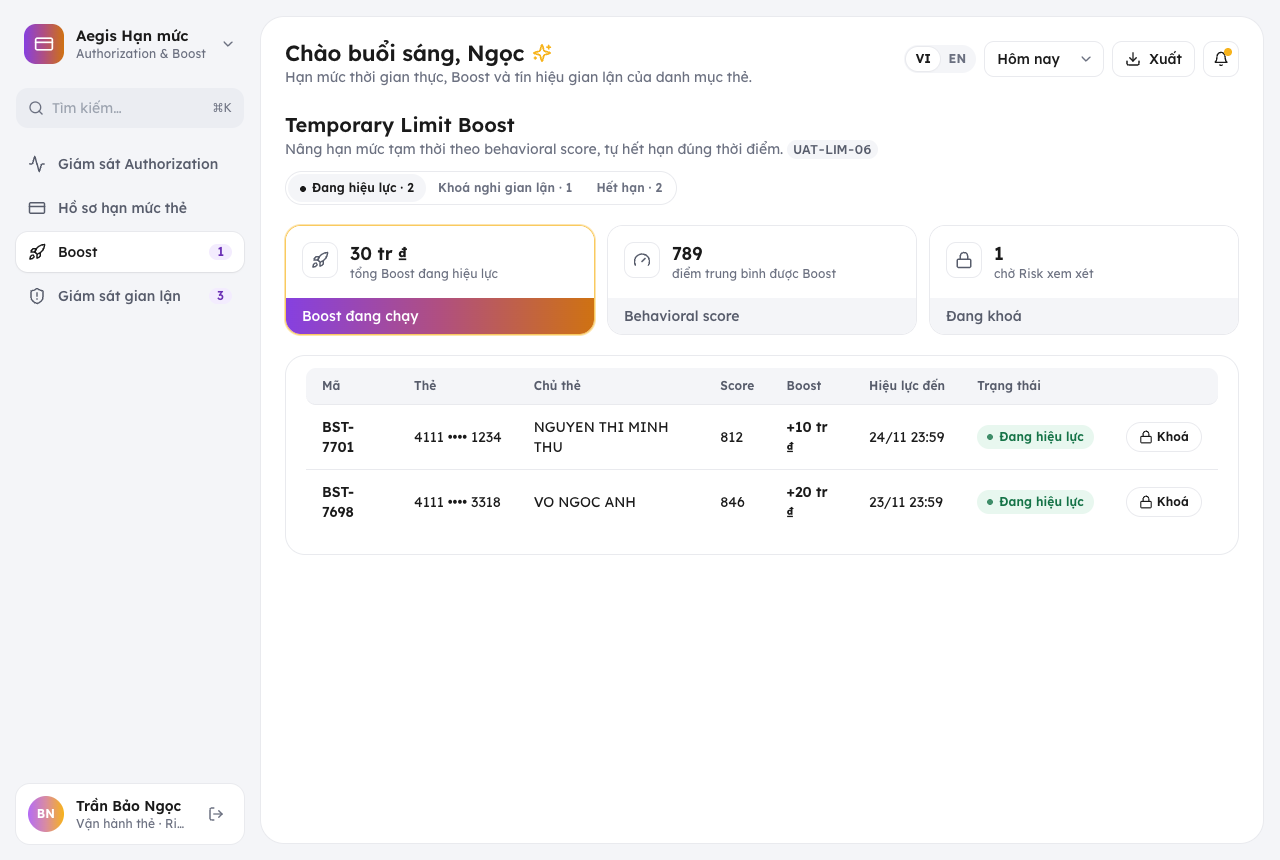 Aegis Hạn mức
Authorization & Boost
Tìm kiếm… ⌘K
Giám sát Authorization
Hồ sơ hạn mức thẻ
Boost 1
Giám sát gian lận 3
Trần Bảo Ngọc
Vận hành thẻ · Ri…
BN
Chào buổi sáng, Ngọc
Hạn mức thời gian thực, Boost và tín hiệu gian lận của danh mục thẻ.
VI EN
Hôm nay
Xuất
Temporary Limit Boost
Nâng hạn mức tạm thời theo behavioral score, tự hết hạn đúng thời điểm. UAT-LIM-06
Đang hiệu lực · 2 Khoá nghi gian lận · 1 Hết hạn · 2
30 tr ₫
tổng Boost đang hiệu lực
Boost đang chạy
789
điểm trung bình được Boost
Behavioral score
1
chờ Risk xem xét
Đang khoá
Mã Thẻ Chủ thẻ Score Boost Hiệu lực đến Trạng thái
BST-
7701
4111 •••• 1234
NGUYEN THI MINH
THU
812
+10 tr
₫
24/11 23:59
Đang hiệu lực
Khoá
BST-
7698
4111 •••• 3318
VO NGOC ANH
846
+20 tr
₫
23/11 23:59
Đang hiệu lực
Khoá